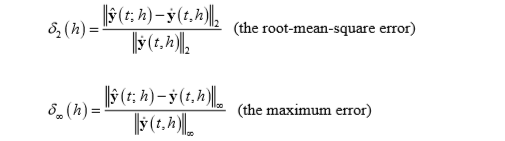 δ₂(h) = ‖ŷ(t; h) − ẏ(t, h)‖₂ / ‖ẏ(t, h)‖₂ (the root-mean-square error)
δ∞(h) = ‖ŷ(t; h) − ẏ(t, h)‖∞ / ‖ẏ(t, h)‖∞ (the maximum error)